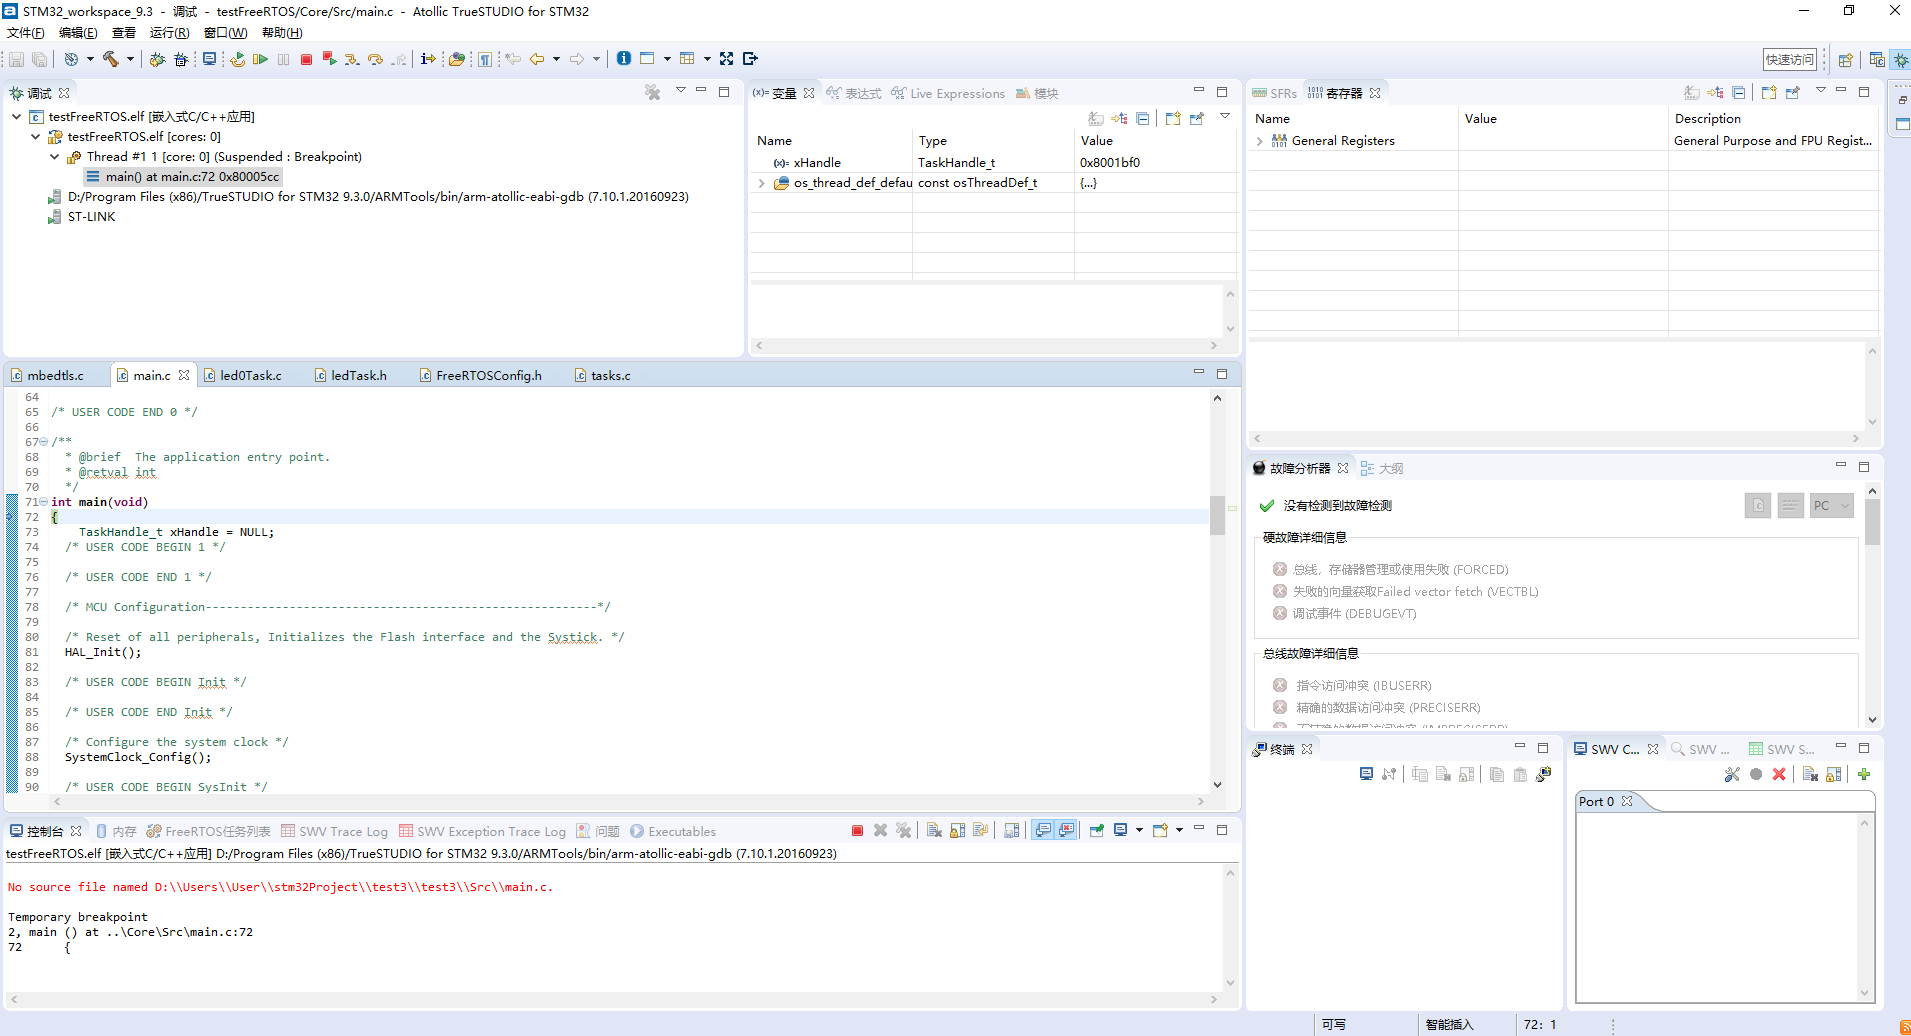 STM32_workspace_9.3 - 调试 - testFreeRTOS/Core/Src/main.c - Atollic TrueSTUDIO for STM32
文件(F) 编辑(E) 查看 运行(R) 窗口(W) 帮助(H)
快速访问
调试
testFreeRTOS.elf [嵌入式C/C++应用]
testFreeRTOS.elf [cores: 0]
Thread #1 1 [core: 0] (Suspended : Breakpoint)
main() at main.c:72 0x80005cc
D:/Program Files (x86)/TrueSTUDIO for STM32 9.3.0/ARMTools/bin/arm-atollic-eabi-gdb (7.10.1.20160923)
ST-LINK
(x)= 变量 表达式 Live Expressions 模块
Name Type Value
(x)= xHandle TaskHandle_t 0x8001bf0
os_thread_def_defau const osThreadDef_t {...}
SFRs 寄存器
Name Value Description
General Registers General Purpose and FPU Regist...
mbedtls.c main.c led0Task.c ledTask.h FreeRTOSConfig.h tasks.c
64
65 /* USER CODE END 0 */
66
67 /**
68 * @brief  The application entry point.
69 * @retval int
70 */
71 int main(void)
72 {
73 TaskHandle_t xHandle = NULL;
74 /* USER CODE BEGIN 1 */
75
76 /* USER CODE END 1 */
77
78 /* MCU Configuration--------------------------------------------------------*/
79
80 /* Reset of all peripherals, Initializes the Flash interface and the Systick. */
81 HAL_Init();
82
83 /* USER CODE BEGIN Init */
84
85 /* USER CODE END Init */
86
87 /* Configure the system clock */
88 SystemClock_Config();
89
90 /* USER CODE BEGIN SysInit */
故障分析器 大纲
没有检测到故障检测
PC
硬故障详细信息
总线，存储器管理或使用失败 (FORCED)
失败的向量获取Failed vector fetch (VECTBL)
调试事件 (DEBUGEVT)
总线故障详细信息
指令访问冲突 (IBUSERR)
精确的数据访问冲突 (PRECISERR)
控制台 内存 FreeRTOS任务列表 SWV Trace Log SWV Exception Trace Log 问题 Executables
testFreeRTOS.elf [嵌入式C/C++应用] D:/Program Files (x86)/TrueSTUDIO for STM32 9.3.0/ARMTools/bin/arm-atollic-eabi-gdb (7.10.1.20160923)
No source file named D:\\Users\\User\\stm32Project\\test3\\test3\\Src\\main.c.
Temporary breakpoint
2, main () at ..\Core\Src\main.c:72
72 {
终端
SWV C... SWV ... SWV S...
Port 0
可写 智能插入 72: 1